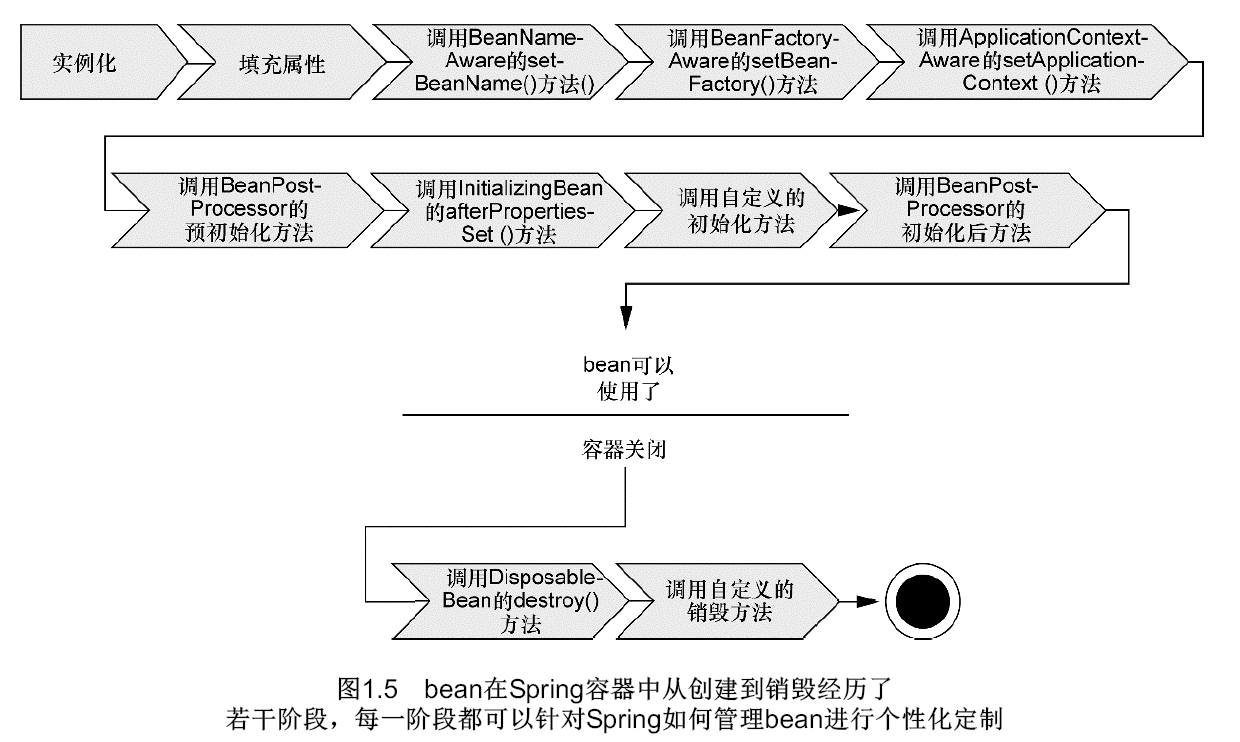 实例化
填充属性
调用BeanName-
Aware的set-
BeanName()方法()
调用BeanFactory-
Aware的setBean-
Factory()方法
调用ApplicationContext-
Aware的setApplication-
Context ()方法
调用BeanPost-
Processor的
预初始化方法
调用InitializingBean
的afterProperties-
Set ()方法
调用自定义的
初始化方法
调用BeanPost-
Processor的
初始化后方法
bean可以
使用了
容器关闭
调用Disposable-
Bean的destroy()
方法
调用自定义的
销毁方法
图1.5 bean在Spring容器中从创建到销毁经历了
若干阶段，每一阶段都可以针对Spring如何管理bean进行个性化定制